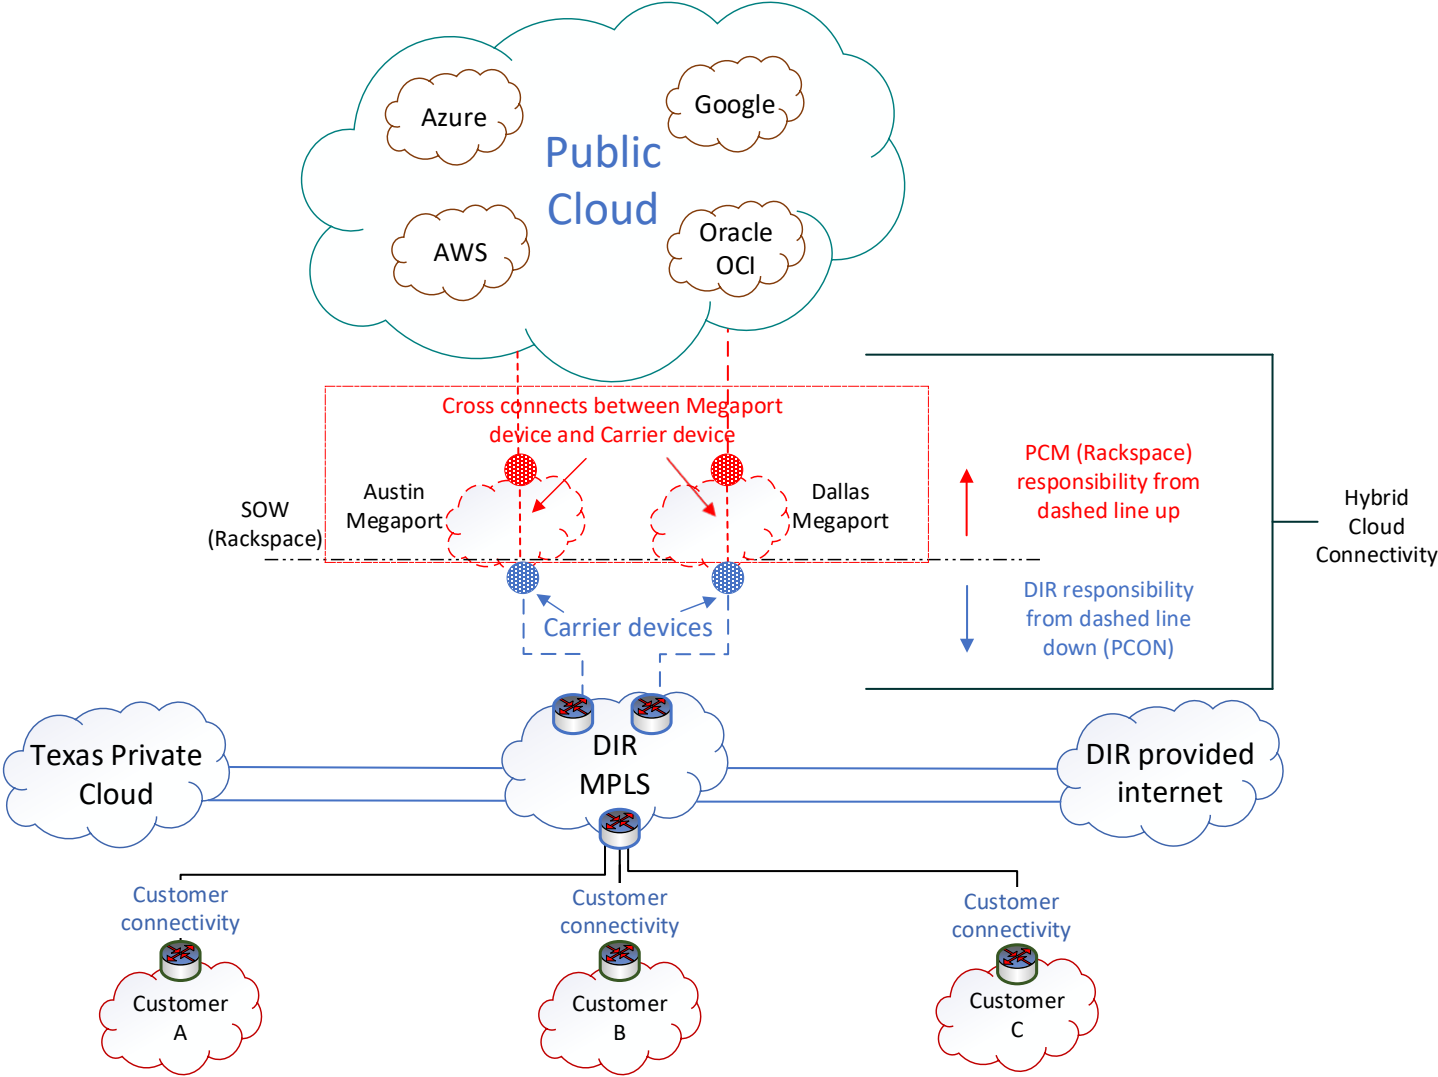 Azure
Google
Public
Cloud
AWS
Oracle
OCI
Cross connects between Megaport
device and Carrier device
PCM (Rackspace)
responsibility from
dashed line up
Austin
Megaport
Dallas
Megaport
SOW
(Rackspace)
Hybrid
Cloud
Connectivity
DIR responsibility
from dashed line
down (PCON)
Carrier devices
Texas Private
Cloud
DIR
MPLS
DIR provided
internet
Customer
connectivity
Customer
connectivity
Customer
connectivity
Customer
A
Customer
B
Customer
C